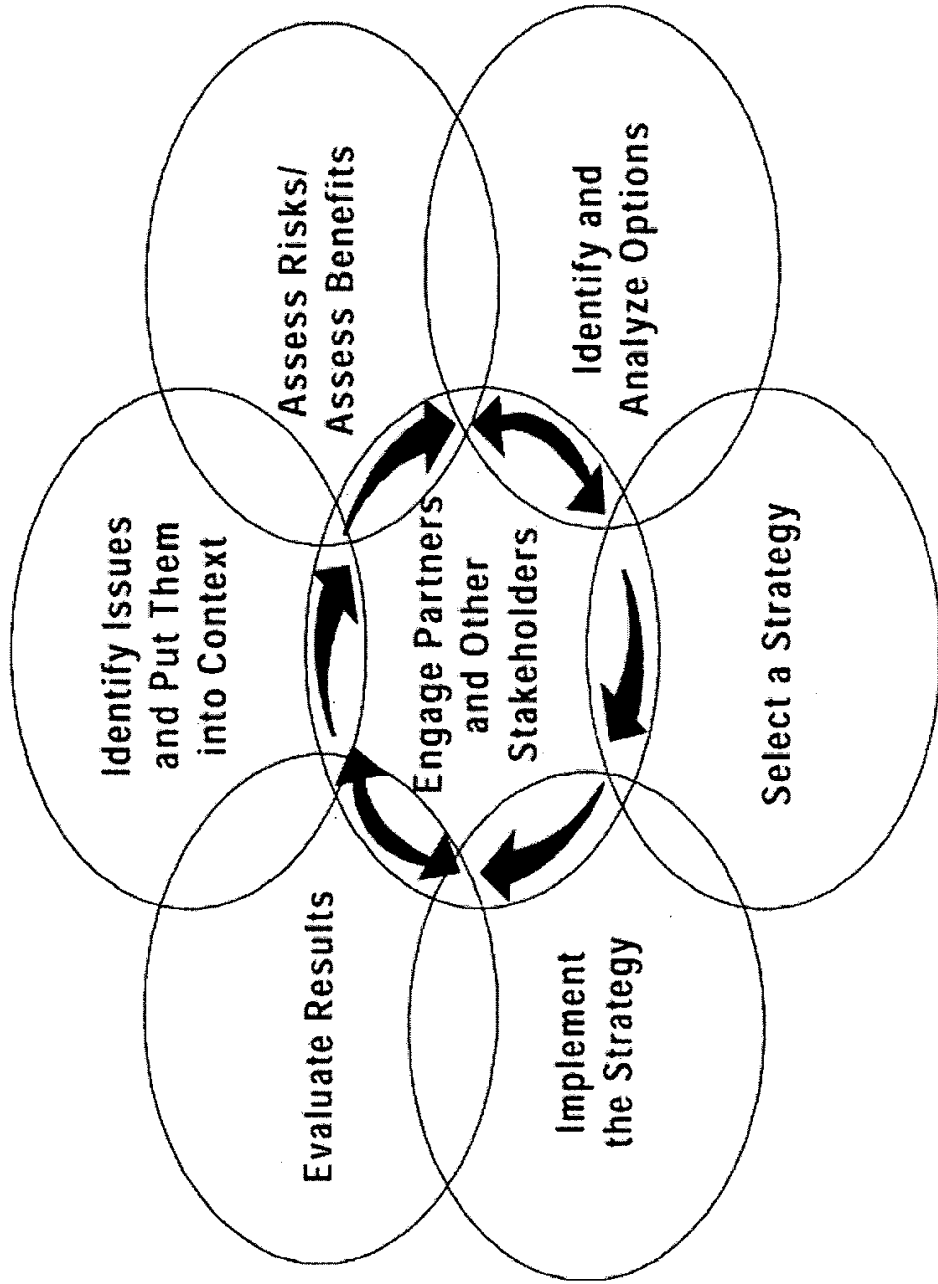 Identify Issues
and Put Them
into Context
Assess Risks/
Assess Benefits
Identify and
Analyze Options
Select a Strategy
Implement
the Strategy
Evaluate Results
Engage Partners
and Other
Stakeholders